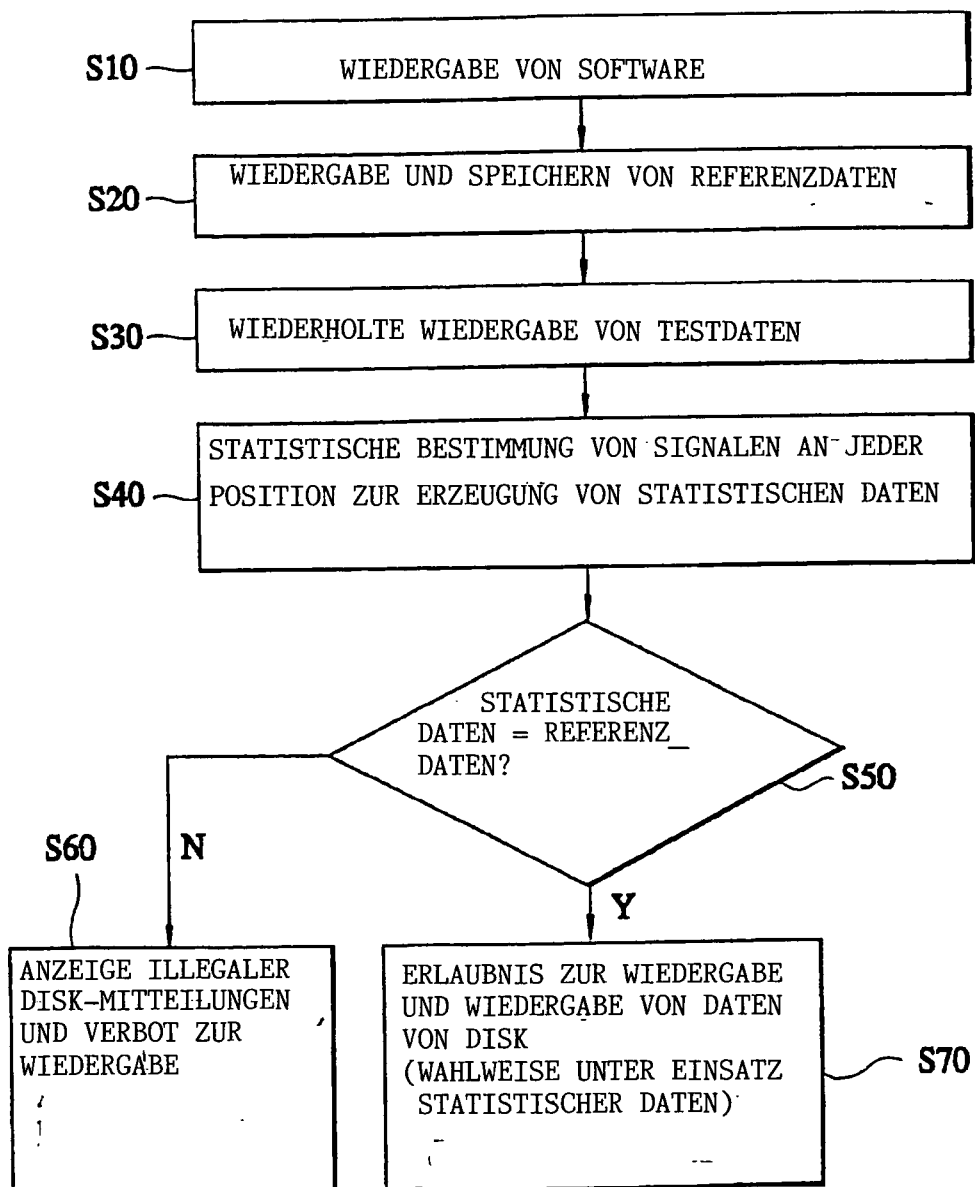 S10
WIEDERGABE VON SOFTWARE
S20
WIEDERGABE UND SPEICHERN VON REFERENZDATEN
S30
WIEDERHOLTE WIEDERGABE VON TESTDATEN
S40
STATISTISCHE BESTIMMUNG VON SIGNALEN AN JEDER
POSITION ZUR ERZEUGUNG VON STATISTISCHEN DATEN
STATISTISCHE
DATEN = REFERENZ_
DATEN?
S50
S60
N
Y
ANZEIGE ILLEGALER
DISK-MITTEILUNGEN
UND VERBOT ZUR
WIEDERGABE
ERLAUBNIS ZUR WIEDERGABE
UND WIEDERGABE VON DATEN
VON DISK
(WAHLWEISE UNTER EINSATZ
STATISTISCHER DATEN)
S70